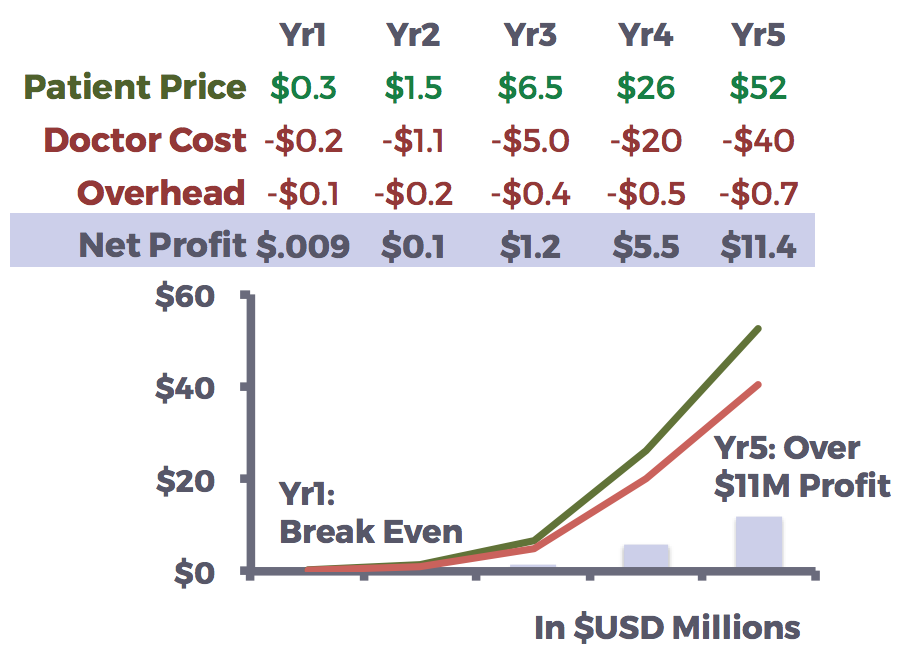 Yr1 Yr2 Yr3 Yr4 Yr5
Patient Price $0.3 $1.5 $6.5 $26 $52
Doctor Cost -$0.2 -$1.1 -$5.0 -$20 -$40
Overhead -$0.1 -$0.2 -$0.4 -$0.5 -$0.7
Net Profit $.009 $0.1 $1.2 $5.5 $11.4
$60
$40
$20
$0
Yr1:
Break Even
Yr5: Over
$11M Profit
In $USD Millions